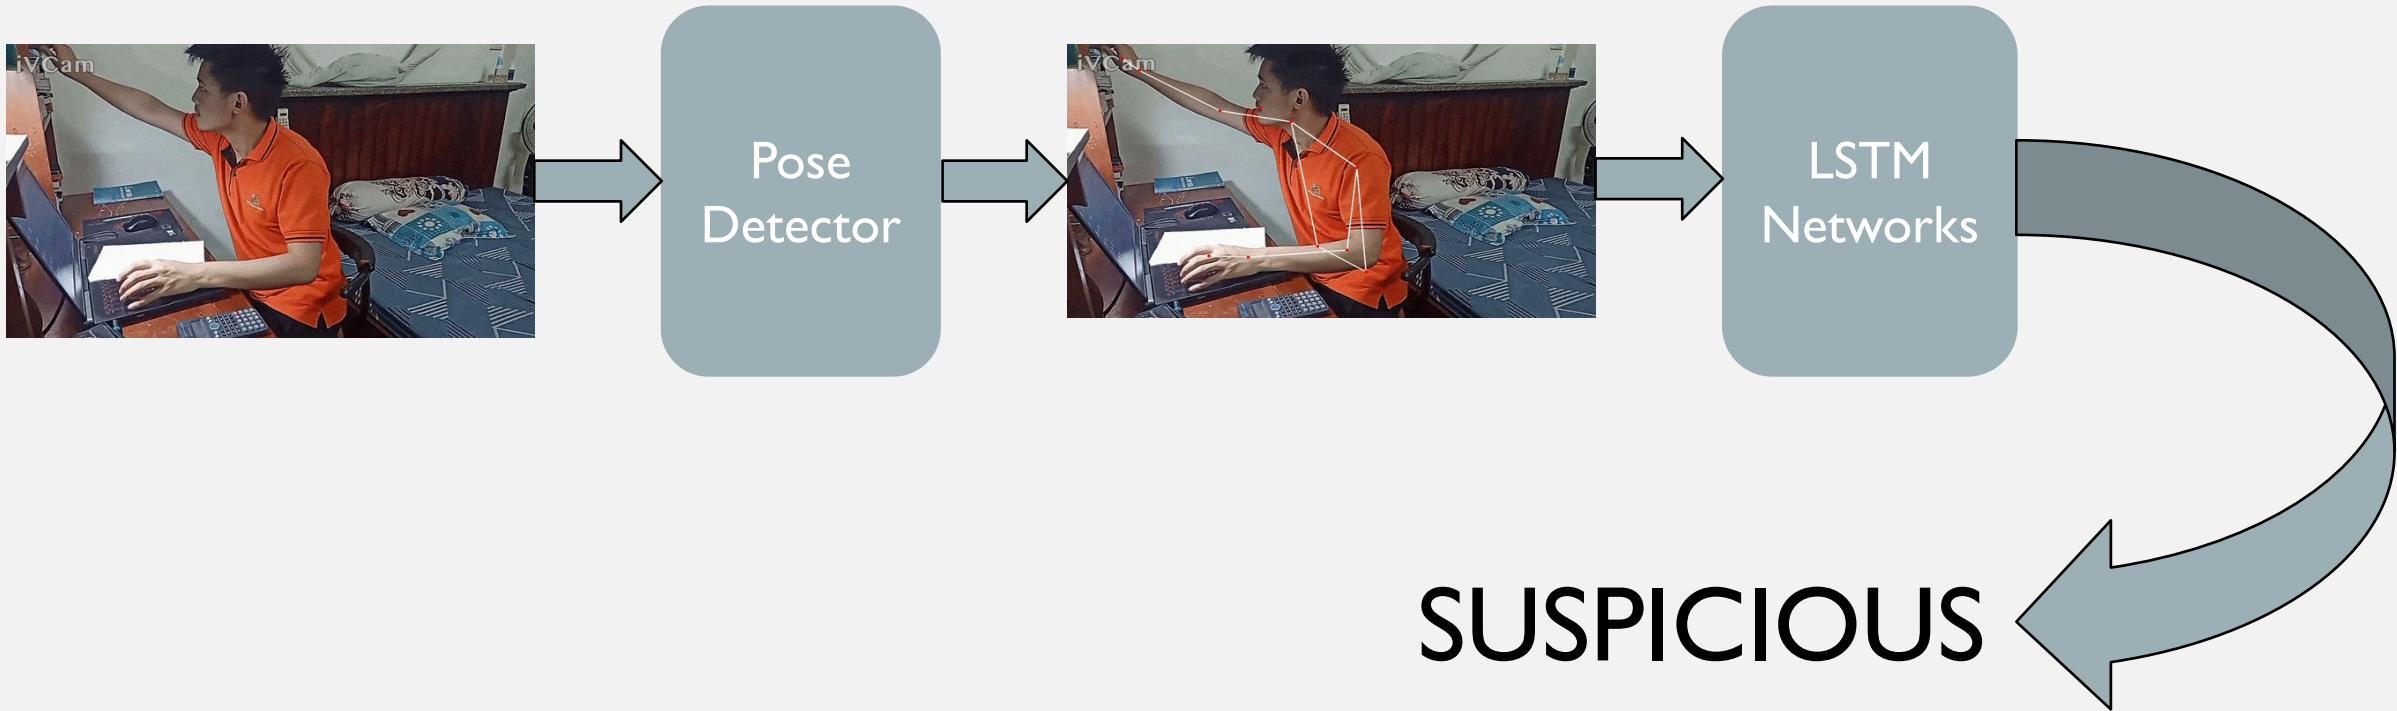 iVCam
Pose
Detector
iVCam
LSTM
Networks
SUSPICIOUS